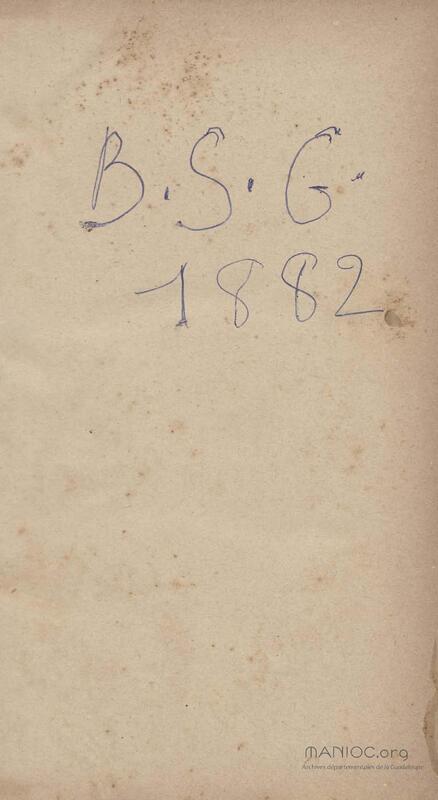 B. S. G.
1882
MANIOC.org
Archives départementales de la Guadeloupe